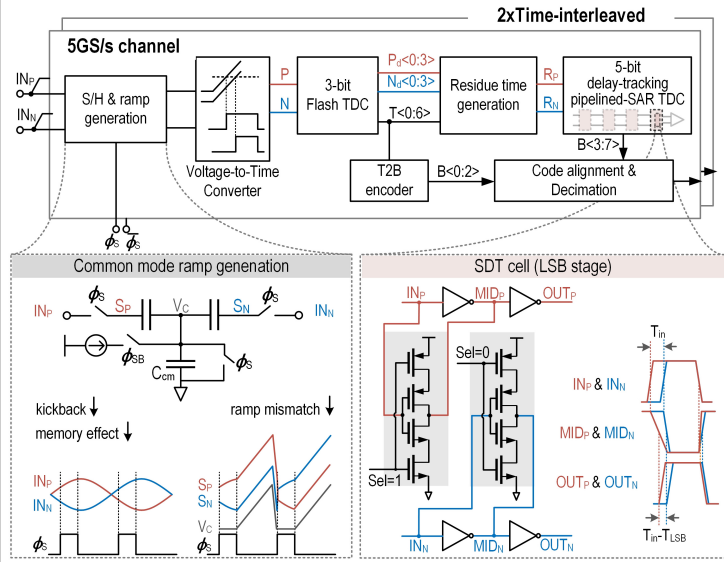 2xTime-interleaved
5GS/s channel
IN_P
IN_N
S/H & ramp
generation
Voltage-to-Time
Converter
P
N
3-bit
Flash TDC
P_d<0:3>
N_d<0:3>
T<0:6>
Residue time
generation
R_P
R_N
5-bit
delay-tracking
pipelined-SAR TDC
B<3:7>
T2B
encoder
B<0:2>
Code alignment &
Decimation
ϕ_S
ϕ_S
Common mode ramp genenation
IN_P
ϕ_S
S_P
V_C
S_N
ϕ_S
IN_N
ϕ_SB
C_cm
ϕ_S
kickback
memory effect
ramp mismatch
IN_P
IN_N
ϕ_S
S_P
S_N
V_C
ϕ_S
SDT cell (LSB stage)
IN_P
MID_P
OUT_P
Sel=0
Sel=1
IN_N
MID_N
OUT_N
T_in
IN_P & IN_N
MID_P & MID_N
OUT_P & OUT_N
T_in-T_LSB